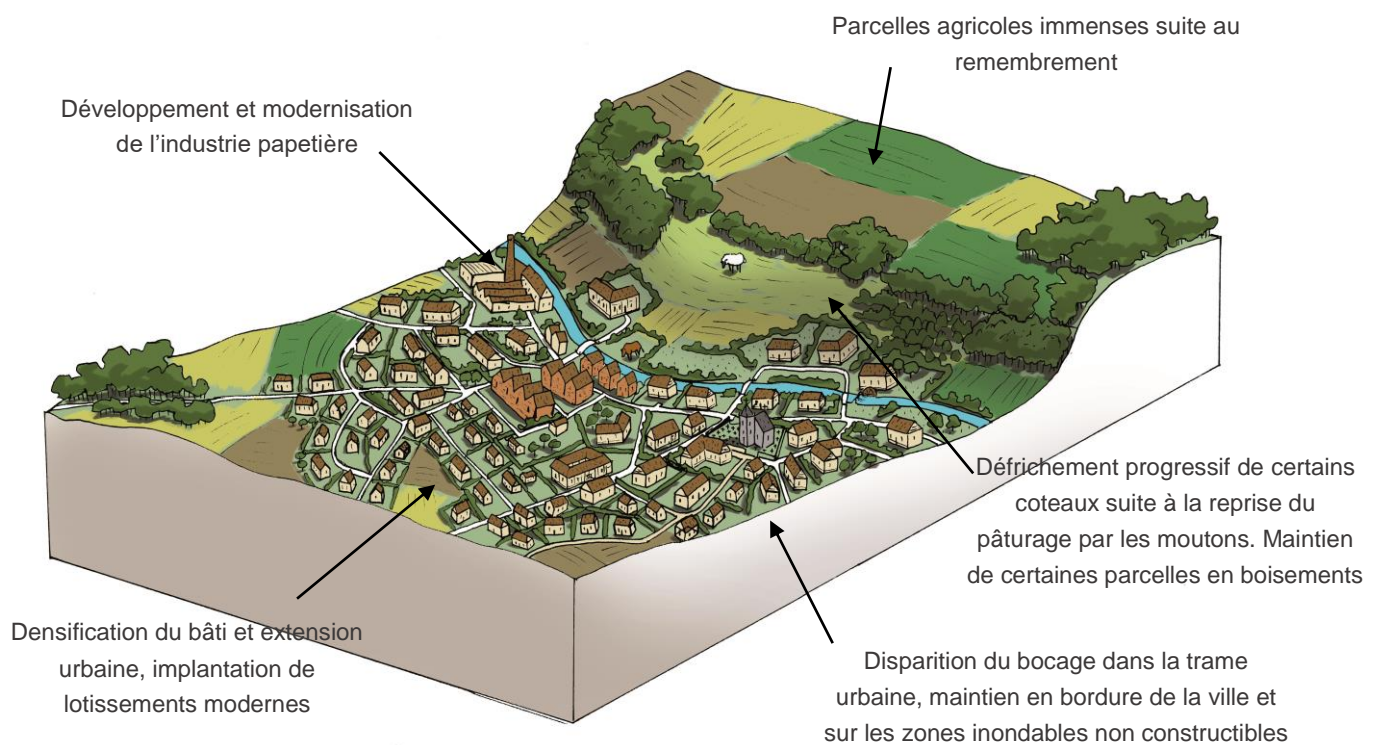 Parcelles agricoles immenses suite au
remembrement
Développement et modernisation
de l'industrie papetière
Défrichement progressif de certains
coteaux suite à la reprise du
pâturage par les moutons. Maintien
de certaines parcelles en boisements
Densification du bâti et extension
urbaine, implantation de
lotissements modernes
Disparition du bocage dans la trame
urbaine, maintien en bordure de la ville et
sur les zones inondables non constructibles